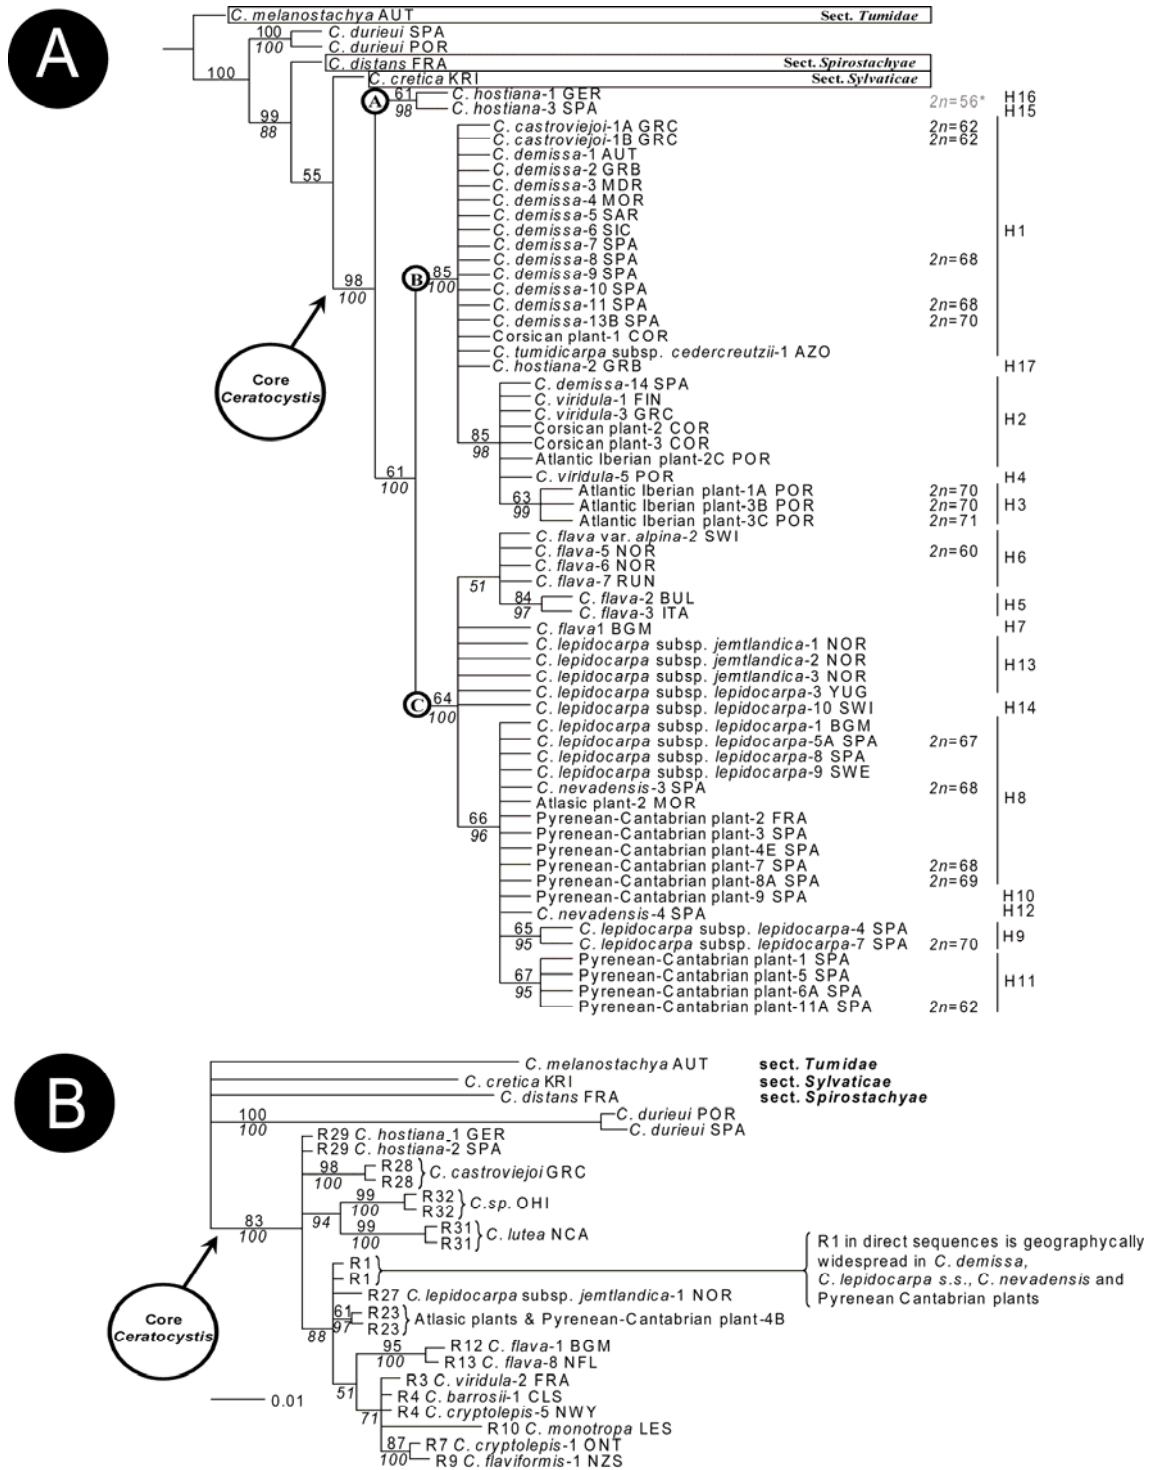 A
C. melanostachya AUT Sect. Tumidae
100 C. durieui SPA
100 C. durieui POR
100
C. distans FRA Sect. Spirostachyae
C. cretica KRI Sect. Sylvaticae
99
88
55
98
100
Core
Ceratocystis
A 61 C. hostiana-1 GER 2n=56* H16
98 C. hostiana-3 SPA H15
C. castroviejoi-1A GRC 2n=62
C. castroviejoi-1B GRC 2n=62
C. demissa-1 AUT
C. demissa-2 GRB
C. demissa-3 MDR
C. demissa-4 MOR
C. demissa-5 SAR
C. demissa-6 SIC H1
C. demissa-7 SPA
C. demissa-8 SPA 2n=68
B 85
100
C. demissa-9 SPA
C. demissa-10 SPA
C. demissa-11 SPA 2n=68
C. demissa-13B SPA 2n=70
Corsican plant-1 COR
C. tumidicarpa subsp. cedercreutzii-1 AZO
C. hostiana-2 GRB H17
C. demissa-14 SPA
C. viridula-1 FIN
C. viridula-3 GRC H2
Corsican plant-2 COR
85
98
Corsican plant-3 COR
Atlantic Iberian plant-2C POR
C. viridula-5 POR H4
61
100
63
99
Atlantic Iberian plant-1A POR 2n=70
Atlantic Iberian plant-3B POR 2n=70 H3
Atlantic Iberian plant-3C POR 2n=71
C. flava var. alpina-2 SWI
C. flava-5 NOR 2n=60 H6
C. flava-6 NOR
C. flava-7 RUN
51
84 C. flava-2 BUL H5
97 C. flava-3 ITA
C. flava1 BGM H7
C. lepidocarpa subsp. jemtlandica-1 NOR
C. lepidocarpa subsp. jemtlandica-2 NOR H13
C. lepidocarpa subsp. jemtlandica-3 NOR
C. lepidocarpa subsp. lepidocarpa-3 YUG
C 64
100
C. lepidocarpa subsp. lepidocarpa-10 SWI H14
C. lepidocarpa subsp. lepidocarpa-1 BGM
C. lepidocarpa subsp. lepidocarpa-5A SPA 2n=67
C. lepidocarpa subsp. lepidocarpa-8 SPA
C. lepidocarpa subsp. lepidocarpa-9 SWE
C. nevadensis-3 SPA 2n=68 H8
Atlasic plant-2 MOR
66
96
Pyrenean-Cantabrian plant-2 FRA
Pyrenean-Cantabrian plant-3 SPA
Pyrenean-Cantabrian plant-4E SPA
Pyrenean-Cantabrian plant-7 SPA 2n=68
Pyrenean-Cantabrian plant-8A SPA 2n=69
Pyrenean-Cantabrian plant-9 SPA H10
C. nevadensis-4 SPA H12
65 C. lepidocarpa subsp. lepidocarpa-4 SPA H9
95 C. lepidocarpa subsp. lepidocarpa-7 SPA 2n=70
67
95
Pyrenean-Cantabrian plant-1 SPA
Pyrenean-Cantabrian plant-5 SPA H11
Pyrenean-Cantabrian plant-6A SPA
Pyrenean-Cantabrian plant-11A SPA 2n=62
B
C. melanostachya AUT sect. Tumidae
C. cretica KRI sect. Sylvaticae
C. distans FRA sect. Spirostachyae
100 C. durieui POR
100 C. durieui SPA
83
100
Core
Ceratocystis
R29 C. hostiana_1 GER
R29 C. hostiana-2 SPA
98 R28
100 R28 } C. castroviejoi GRC
94
99 R32
100 R32 } C.sp. OHI
99 R31
100 R31 } C. lutea NCA
88
R1
R1 }
R1 in direct sequences is geographycally
widespread in C. demissa,
C. lepidocarpa s.s., C. nevadensis and
Pyrenean Cantabrian plants
R27 C. lepidocarpa subsp. jemtlandica-1 NOR
61 R23
97 R23 } Atlasic plants & Pyrenean-Cantabrian plant-4B
51
95 R12 C. flava-1 BGM
100 R13 C. flava-8 NFL
71
R3 C. viridula-2 FRA
R4 C. barrosii-1 CLS
R4 C. cryptolepis-5 NWY
R10 C. monotropa LES
87 R7 C. cryptolepis-1 ONT
100 R9 C. flaviformis-1 NZS
0.01